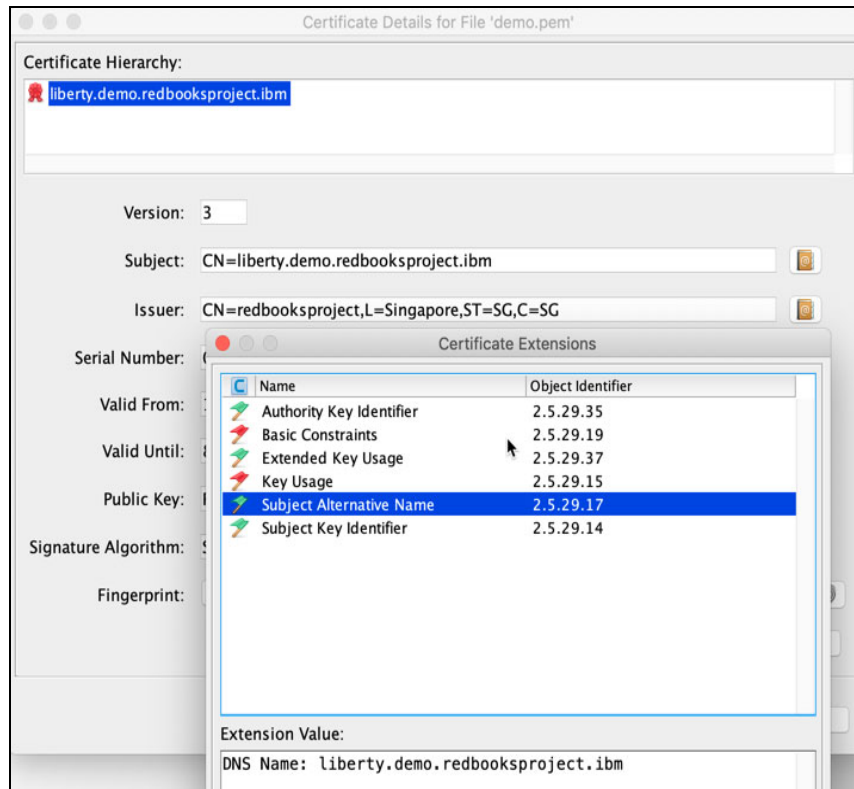 Certificate Details for File 'demo.pem'
Certificate Hierarchy:
liberty.demo.redbooksproject.ibm
Version: 3
Subject: CN=liberty.demo.redbooksproject.ibm
Issuer: CN=redbooksproject,L=Singapore,ST=SG,C=SG
Serial Number:
Valid From:
Valid Until:
Public Key:
Signature Algorithm:
Fingerprint:
Certificate Extensions
C Name Object Identifier
Authority Key Identifier 2.5.29.35
Basic Constraints 2.5.29.19
Extended Key Usage 2.5.29.37
Key Usage 2.5.29.15
Subject Alternative Name 2.5.29.17
Subject Key Identifier 2.5.29.14
Extension Value:
DNS Name: liberty.demo.redbooksproject.ibm